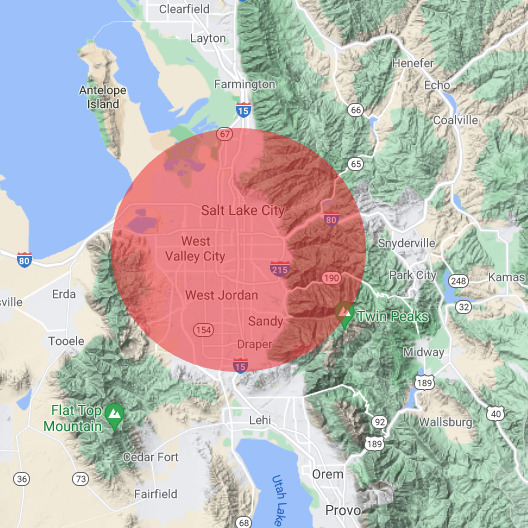 Clearfield
Layton
Antelope
Island
Farmington
Henefer
Echo
15
66
Coalville
67
65
Salt Lake City
80
West
Valley City
Snyderville
80
215
190
Park City
248
Kamas
sville
Erda
West Jordan
32
Twin Peaks
Sandy
154
Tooele
Draper
Midway
15
189
Flat Top
Mountain
Lehi
92
Wallsburg
40
189
Cedar Fort
36
73
Orem
Fairfield
Utah Lake
Provo
68